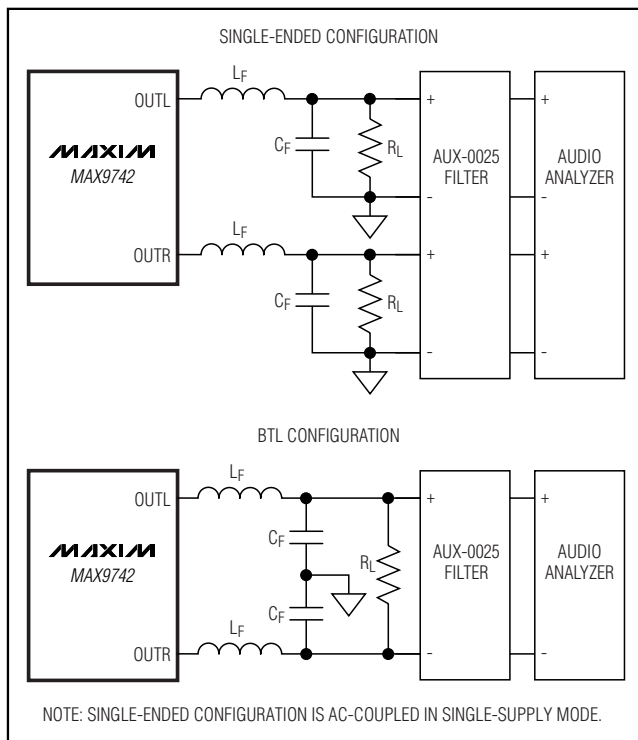 SINGLE-ENDED CONFIGURATION
LF
OUTL
CF
RL
MAXIM
MAX9742
LF
OUTR
CF
RL
+
-
+
-
AUX-0025
FILTER
+
-
+
-
AUDIO
ANALYZER
BTL CONFIGURATION
LF
OUTL
CF
RL
MAXIM
MAX9742
CF
LF
OUTR
+
-
AUX-0025
FILTER
+
-
AUDIO
ANALYZER
NOTE: SINGLE-ENDED CONFIGURATION IS AC-COUPLED IN SINGLE-SUPPLY MODE.